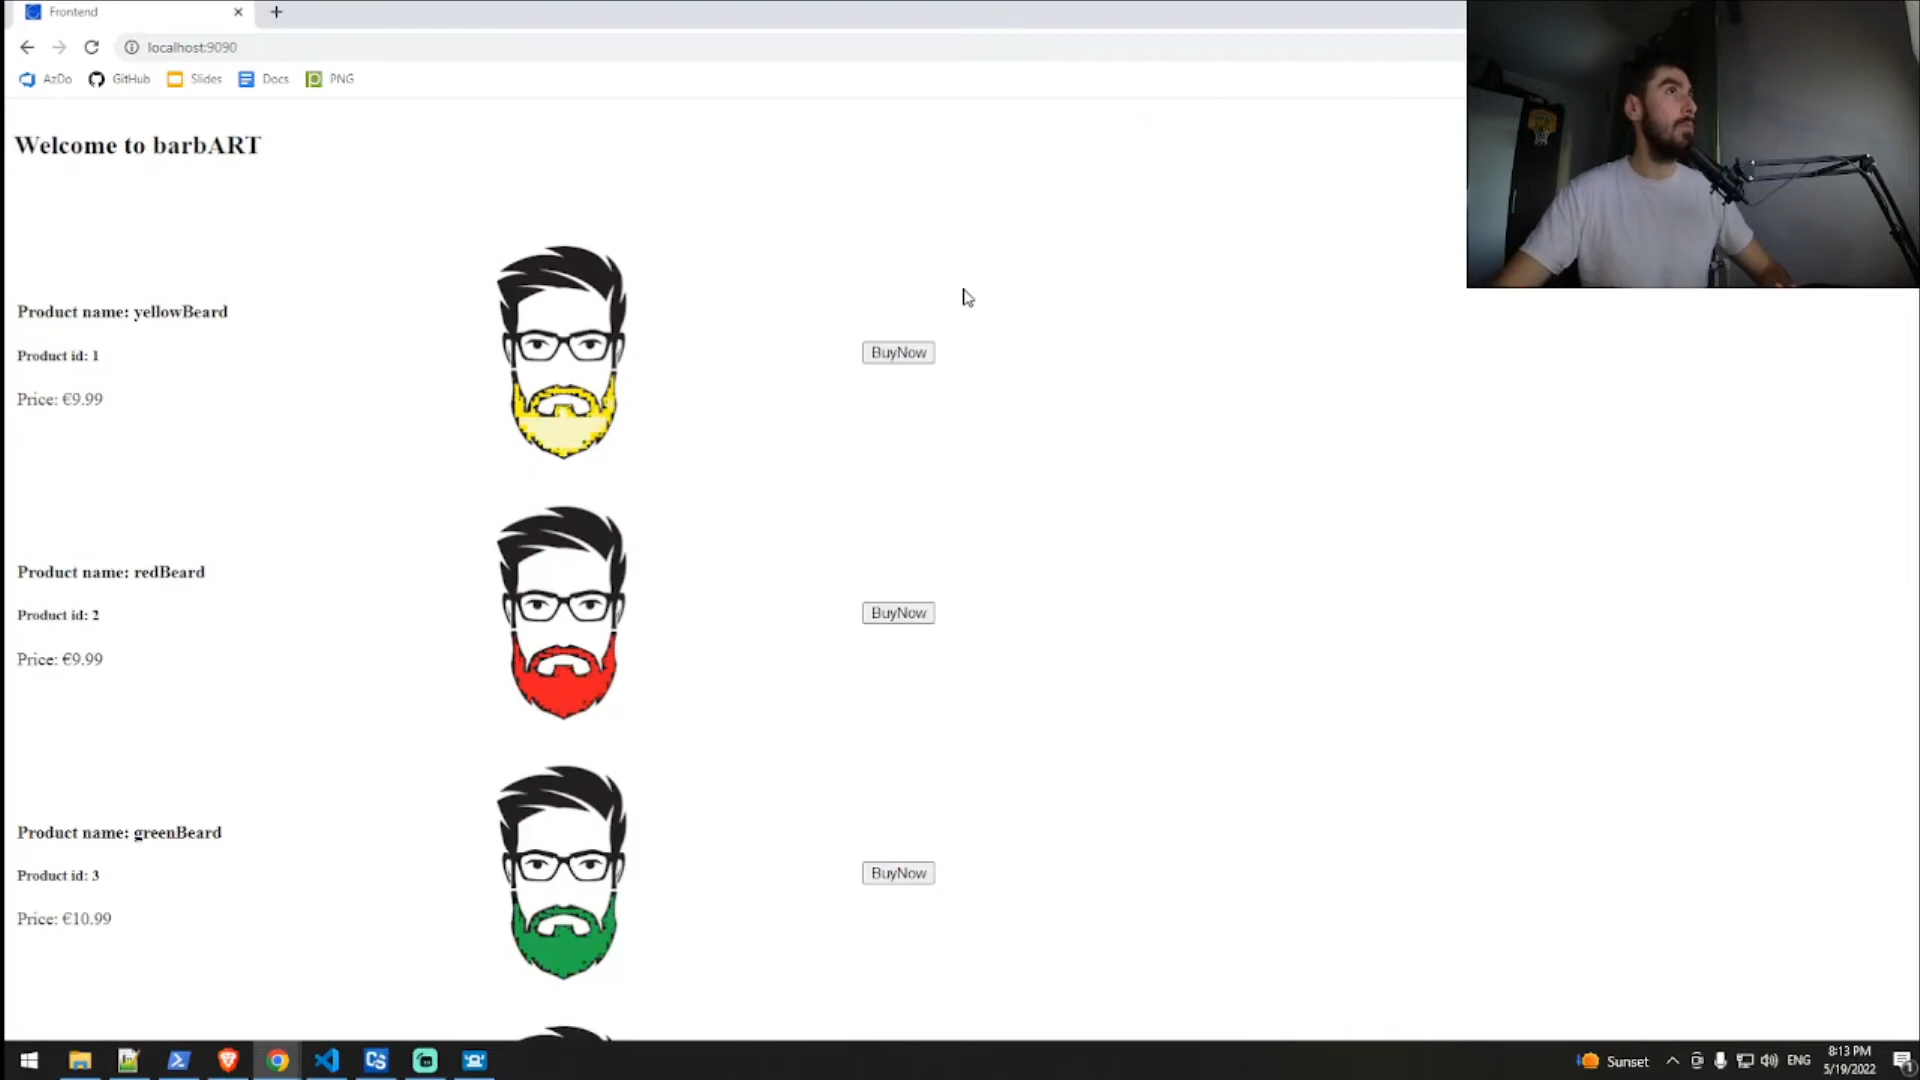 Frontend
localhost:9090
AzDo GitHub Slides Docs PNG
Welcome to barbART
Product name: yellowBeard
Product id: 1
Price: €9.99
BuyNow
Product name: redBeard
Product id: 2
Price: €9.99
BuyNow
Product name: greenBeard
Product id: 3
Price: €10.99
BuyNow
Sunset
ENG
8:13 PM
5/19/2022